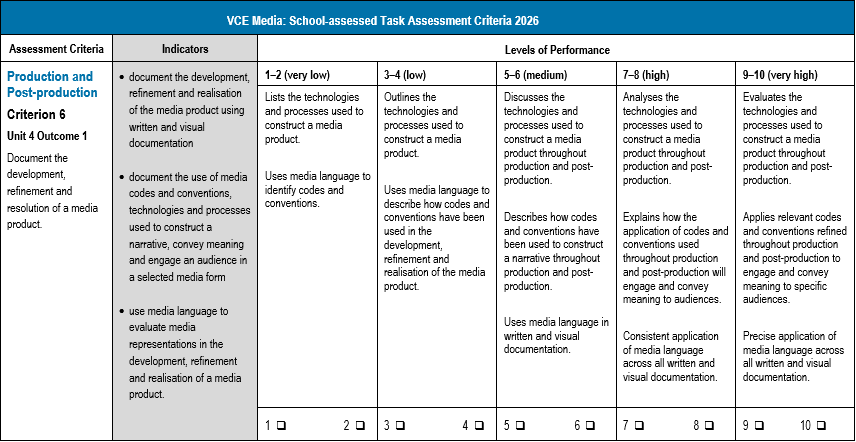 VCE Media: School-assessed Task Assessment Criteria 2026
Assessment Criteria
Indicators
Levels of Performance
Production and
Post-production
Criterion 6
Unit 4 Outcome 1
Document the
development,
refinement and
resolution of a media
product.
• document the development,
refinement and realisation
of the media product using
written and visual
documentation
• document the use of media
codes and conventions,
technologies and processes
used to construct a
narrative, convey meaning
and engage an audience in
a selected media form
• use media language to
evaluate media
representations in the
development, refinement
and realisation of a media
product.
1–2 (very low)
Lists the technologies
and processes used to
construct a media
product.
Uses media language to
identify codes and
conventions.
1 ❑ 2 ❑
3–4 (low)
Outlines the
technologies and
processes used to
construct a media
product.
Uses media language to
describe how codes and
conventions have been
used in the
development,
refinement and
realisation of the media
product.
3 ❑ 4 ❑
5–6 (medium)
Discusses the
technologies and
processes used to
construct a media
product throughout
production and post-
production.
Describes how codes
and conventions have
been used to construct
a narrative throughout
production and post-
production.
Uses media language in
written and visual
documentation.
5 ❑ 6 ❑
7–8 (high)
Analyses the
technologies and
processes used to
construct a media
product throughout
production and post-
production.
Explains how the
application of codes and
conventions used
throughout production
and post-production will
engage and convey
meaning to audiences.
Consistent application
of media language
across all written and
visual documentation.
7 ❑ 8 ❑
9–10 (very high)
Evaluates the
technologies and
processes used to
construct a media
product throughout
production and post-
production.
Applies relevant codes
and conventions refined
throughout production
and post-production to
engage and convey
meaning to specific
audiences.
Precise application of
media language across
all written and visual
documentation.
9 ❑ 10 ❑